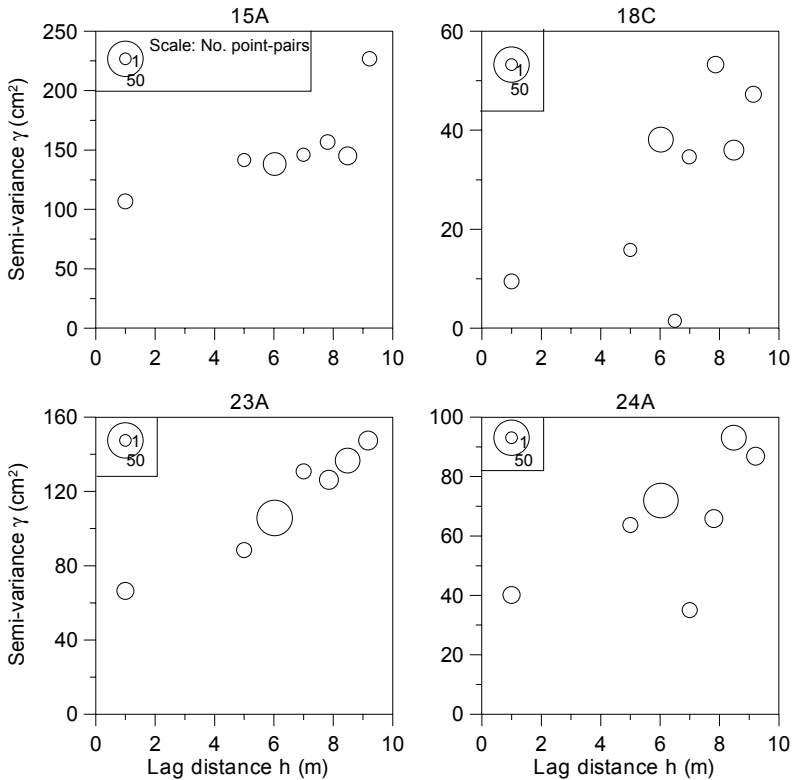 15A
Semi-variance γ (cm²)
250
200
150
100
50
0
Scale: No. point-pairs
1
50
0 2 4 6 8 10
18C
60
40
20
0
1
50
0 2 4 6 8 10
23A
Semi-variance γ (cm²)
160
120
80
40
0
1
50
0 2 4 6 8 10
Lag distance h (m)
24A
100
80
60
40
20
0
1
50
0 2 4 6 8 10
Lag distance h (m)